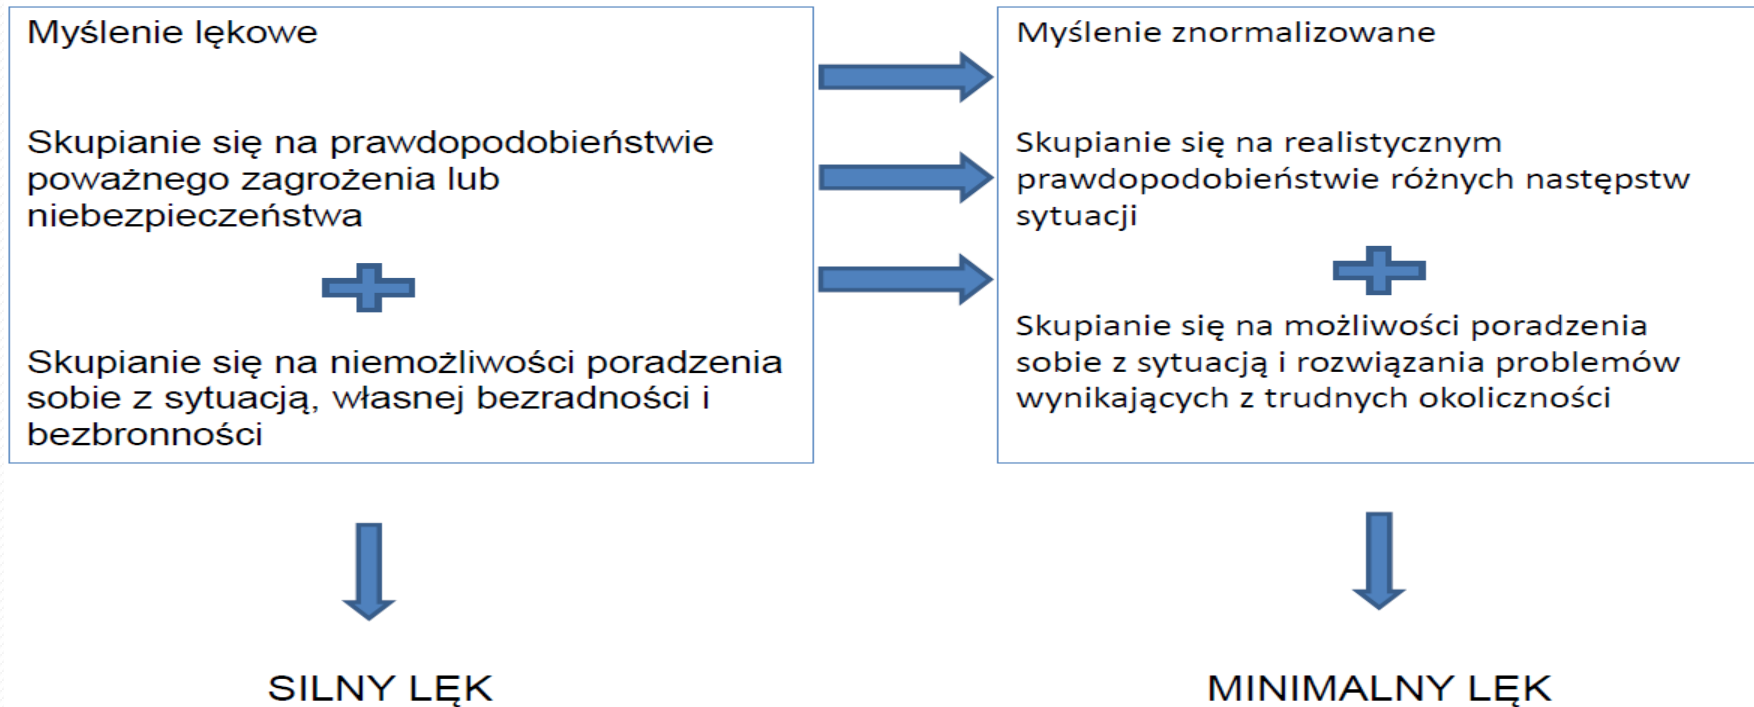 Myślenie lękowe
Skupianie się na prawdopodobieństwie
poważnego zagrożenia lub
niebezpieczeństwa
Skupianie się na niemożliwości poradzenia
sobie z sytuacją, własnej bezradności i
bezbronności
SILNY LĘK
Myślenie znormalizowane
Skupianie się na realistycznym
prawdopodobieństwie różnych następstw
sytuacji
Skupianie się na możliwości poradzenia
sobie z sytuacją i rozwiązania problemów
wynikających z trudnych okoliczności
MINIMALNY LĘK